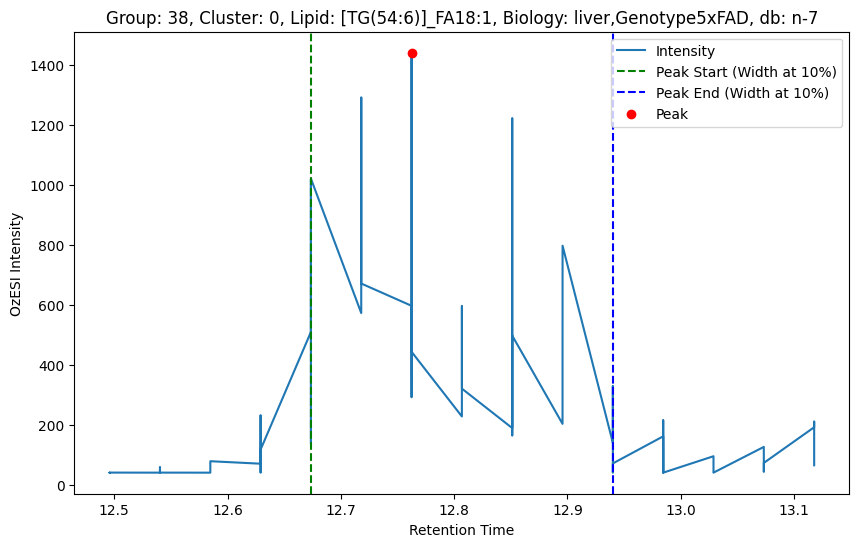 Group: 38, Cluster: 0, Lipid: [TG(54:6)]_FA18:1, Biology: liver,Genotype5xFAD, db: n-7
Intensity
Peak Start (Width at 10%)
Peak End (Width at 10%)
Peak
OzESI Intensity
1400
1200
1000
800
600
400
200
0
12.5 12.6 12.7 12.8 12.9 13.0 13.1
Retention Time